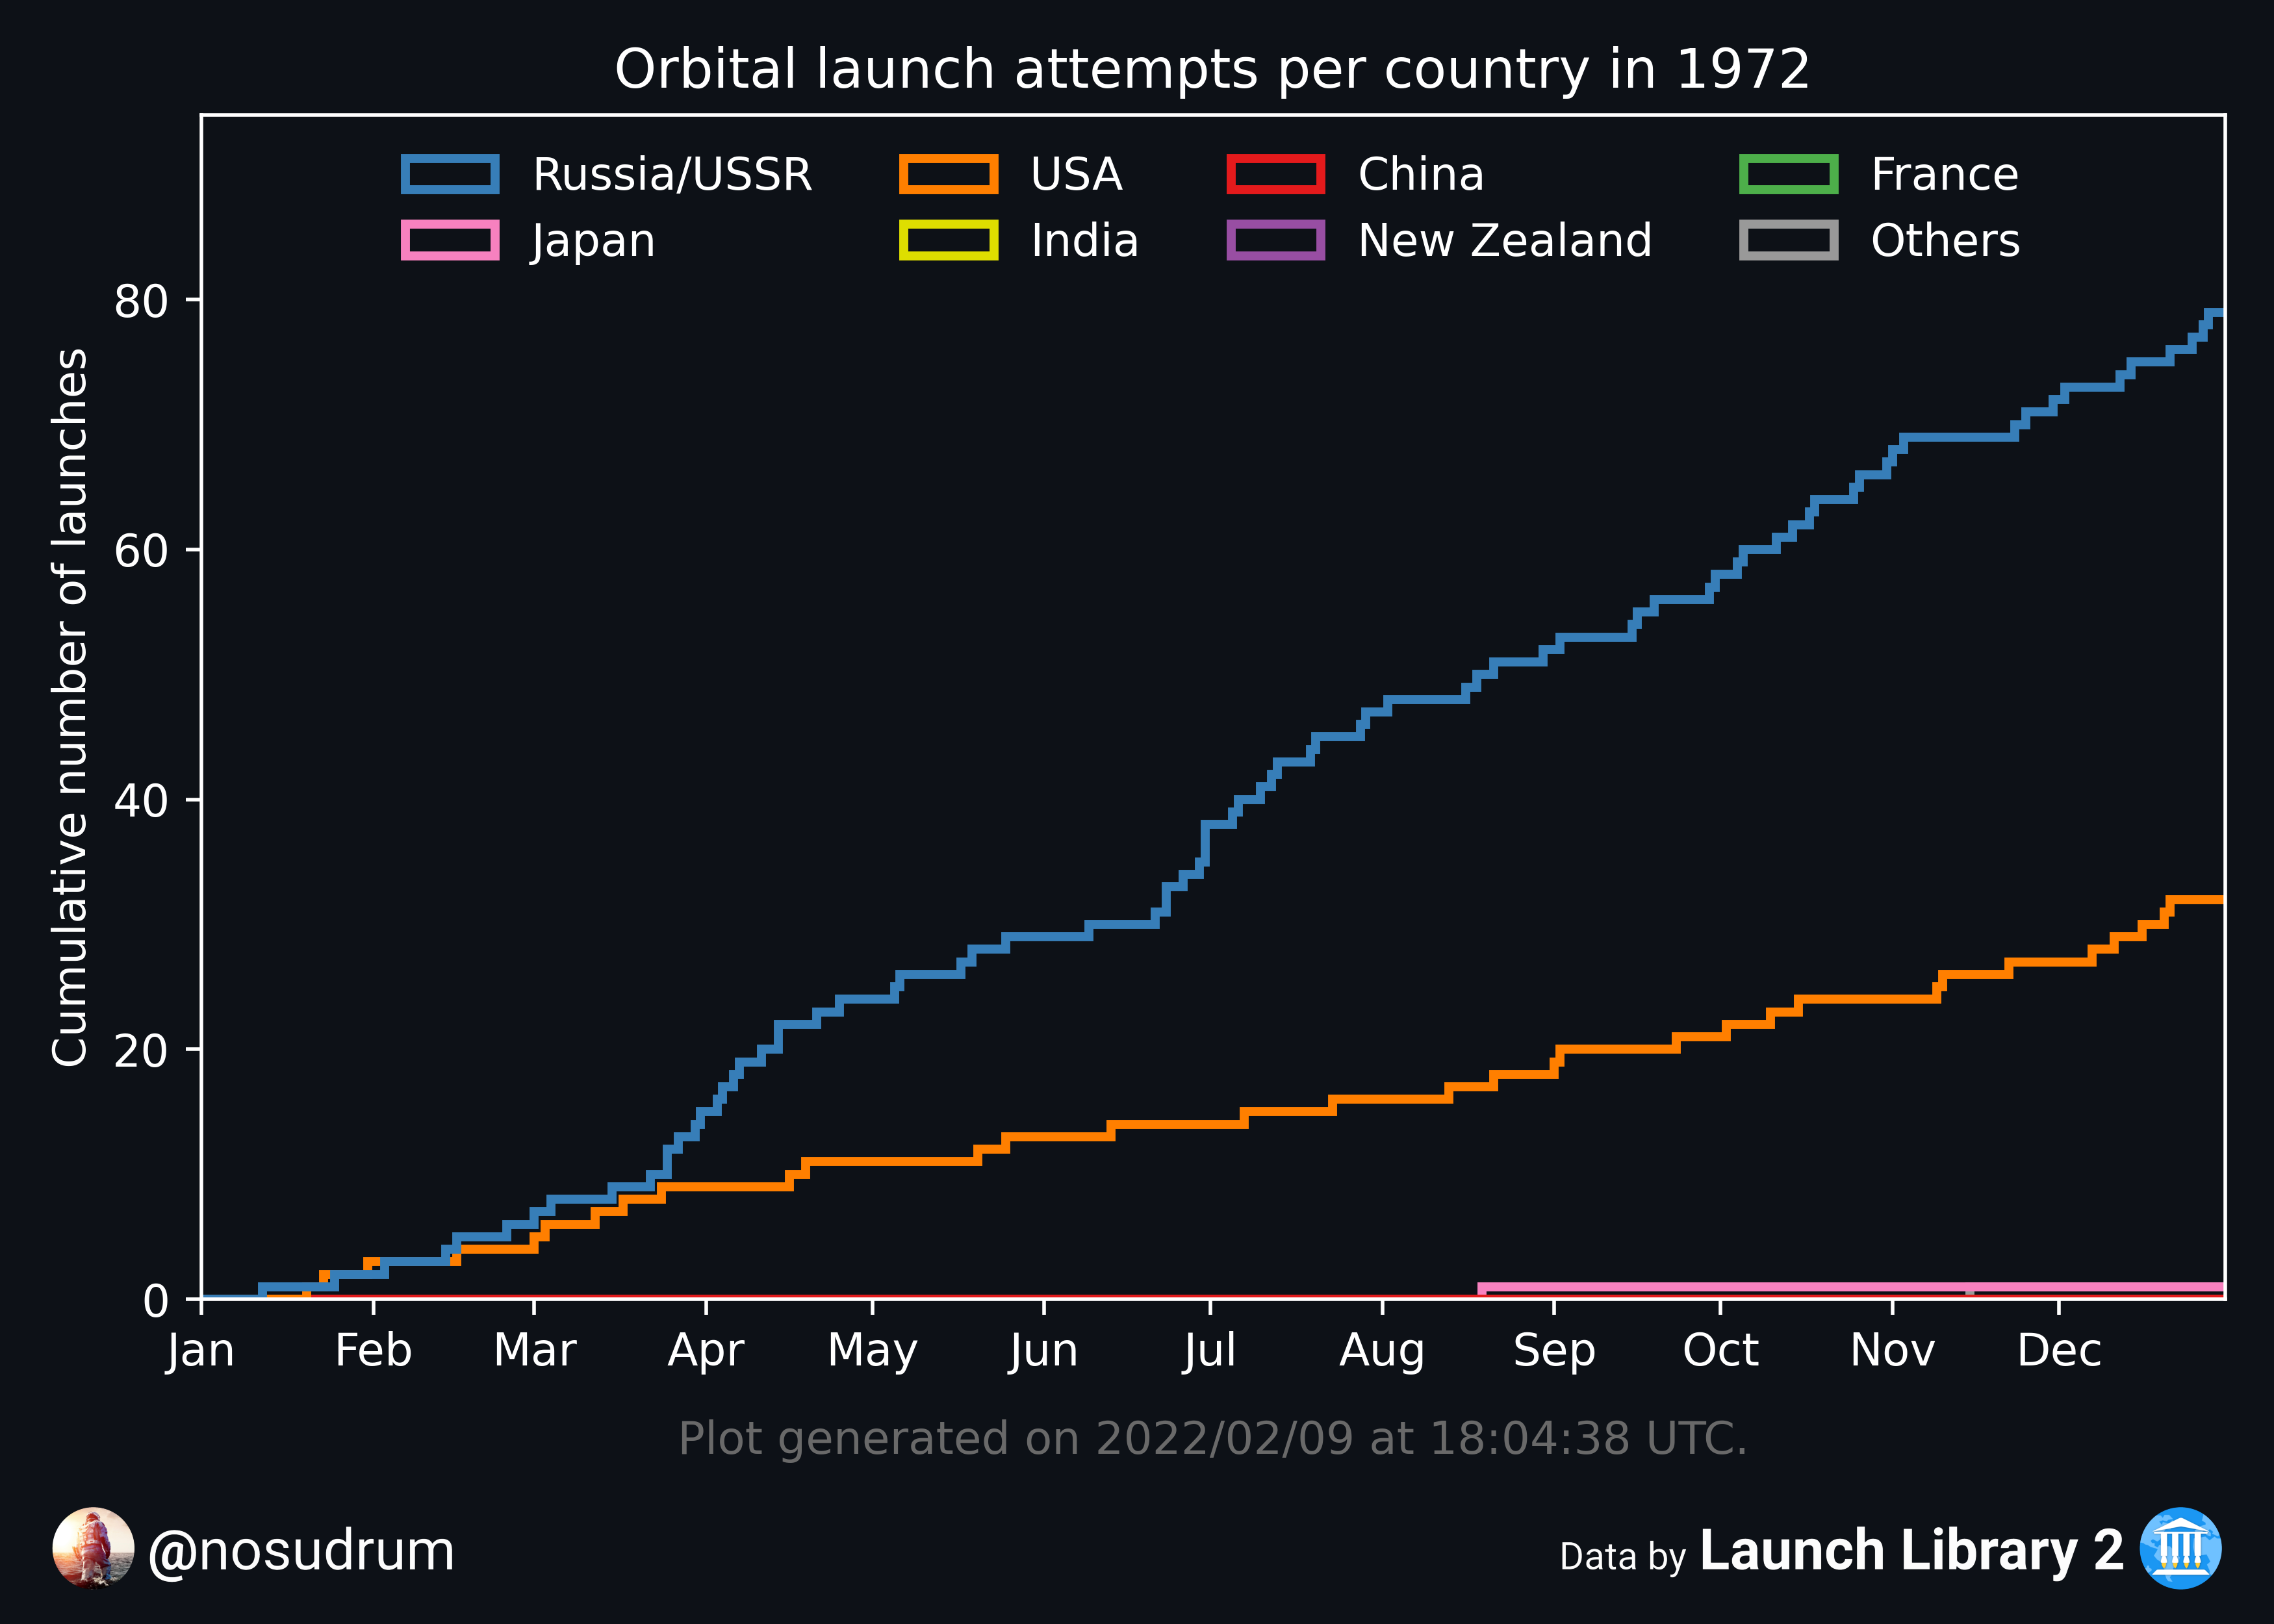 Orbital launch attempts per country in 1972
Russia/USSR USA China France
Japan India New Zealand Others
Cumulative number of launches
80
60
40
20
0
Jan Feb Mar Apr May Jun Jul Aug Sep Oct Nov Dec
Plot generated on 2022/02/09 at 18:04:38 UTC.
@nosudrum
Data by Launch Library 2